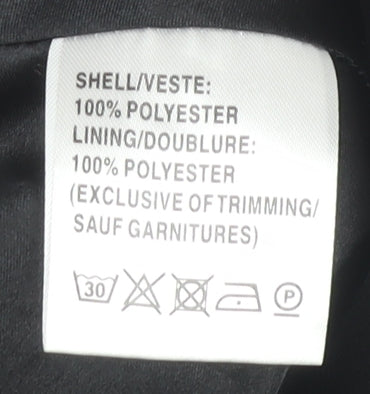 SHELL/VESTE:
100% POLYESTER
LINING/DOUBLURE:
100% POLYESTER
(EXCLUSIVE OF TRIMMING/
SAUF GARNITURES)
30 P